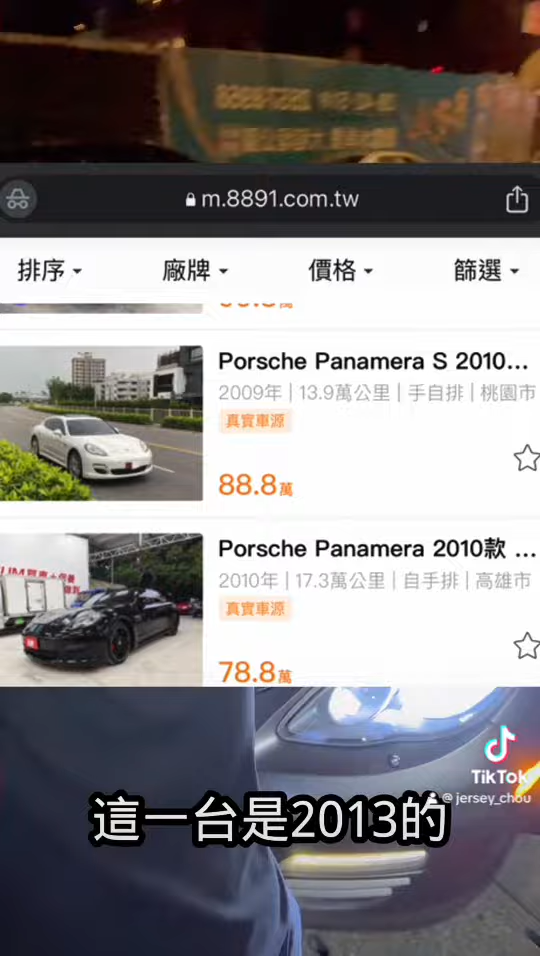 m.8891.com.tw
排序 廠牌 價格 篩選
Porsche Panamera S 2010...
2009年 | 13.9萬公里 | 手自排 | 桃園市
真實車源
88.8萬
Porsche Panamera 2010款 ...
2010年 | 17.3萬公里 | 自手排 | 高雄市
真實車源
78.8萬
TikTok
@jersey_chou
這一台是2013的